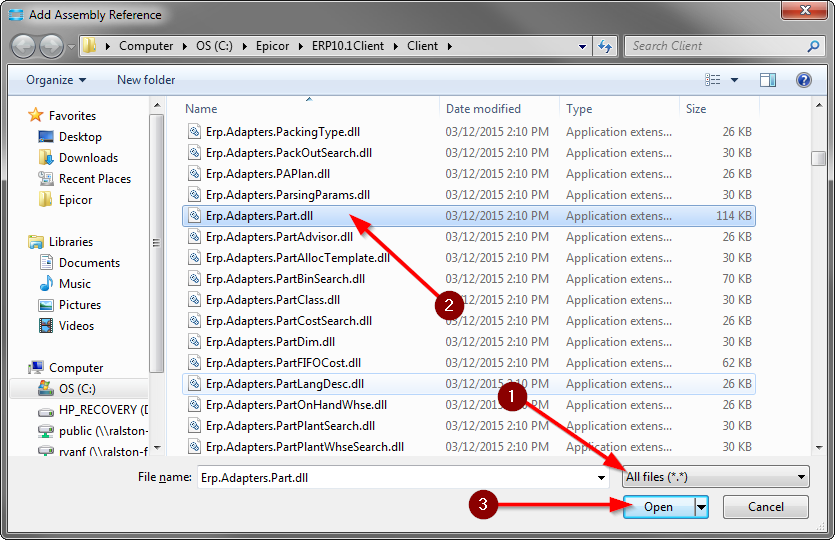 Add Assembly Reference
Computer OS (C:) Epicor ERP10.1Client Client Search Client
Organize New folder
Name Date modified Type Size
Favorites
Desktop
Downloads
Recent Places
Epicor
Libraries
Documents
Music
Pictures
Videos
Computer
OS (C:)
HP_RECOVERY (D
public (\\ralston-f
ryanf (\\ralston-f
Erp.Adapters.PackingType.dll 03/12/2015 2:10 PM Application extens... 26 KB
Erp.Adapters.PackOutSearch.dll 03/12/2015 2:10 PM Application extens... 30 KB
Erp.Adapters.PAPlan.dll 03/12/2015 2:10 PM Application extens... 26 KB
Erp.Adapters.ParsingParams.dll 03/12/2015 2:10 PM Application extens... 30 KB
Erp.Adapters.Part.dll 03/12/2015 2:10 PM Application extens... 114 KB
Erp.Adapters.PartAdvisor.dll 03/12/2015 2:10 PM Application extens... 26 KB
Erp.Adapters.PartAllocTemplate.dll 03/12/2015 2:10 PM Application extens... 30 KB
Erp.Adapters.PartBinSearch.dll 03/12/2015 2:10 PM Application extens... 70 KB
Erp.Adapters.PartClass.dll 03/12/2015 2:10 PM Application extens... 30 KB
Erp.Adapters.PartCostSearch.dll 03/12/2015 2:10 PM Application extens... 26 KB
Erp.Adapters.PartDim.dll 03/12/2015 2:10 PM Application extens... 30 KB
Erp.Adapters.PartFIFOCost.dll 03/12/2015 2:10 PM Application extens... 62 KB
Erp.Adapters.PartLangDesc.dll 03/12/2015 2:10 PM Application extens... 26 KB
Erp.Adapters.PartOnHandWhse.dll 03/12/2015 2:10 PM Application extens... 26 KB
Erp.Adapters.PartPlantSearch.dll 03/12/2015 2:10 PM Application extens... 30 KB
Erp.Adapters.PartPlantWhseSearch.dll 03/12/2015 2:10 PM Application extens... 30 KB
2
1
File name: Erp.Adapters.Part.dll All files (*.*)
3 Open Cancel